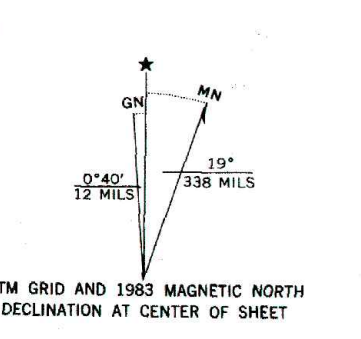 ★
GN
MN
0°40'
12 MILS
19°
338 MILS
TM GRID AND 1983 MAGNETIC NORTH
DECLINATION AT CENTER OF SHEET